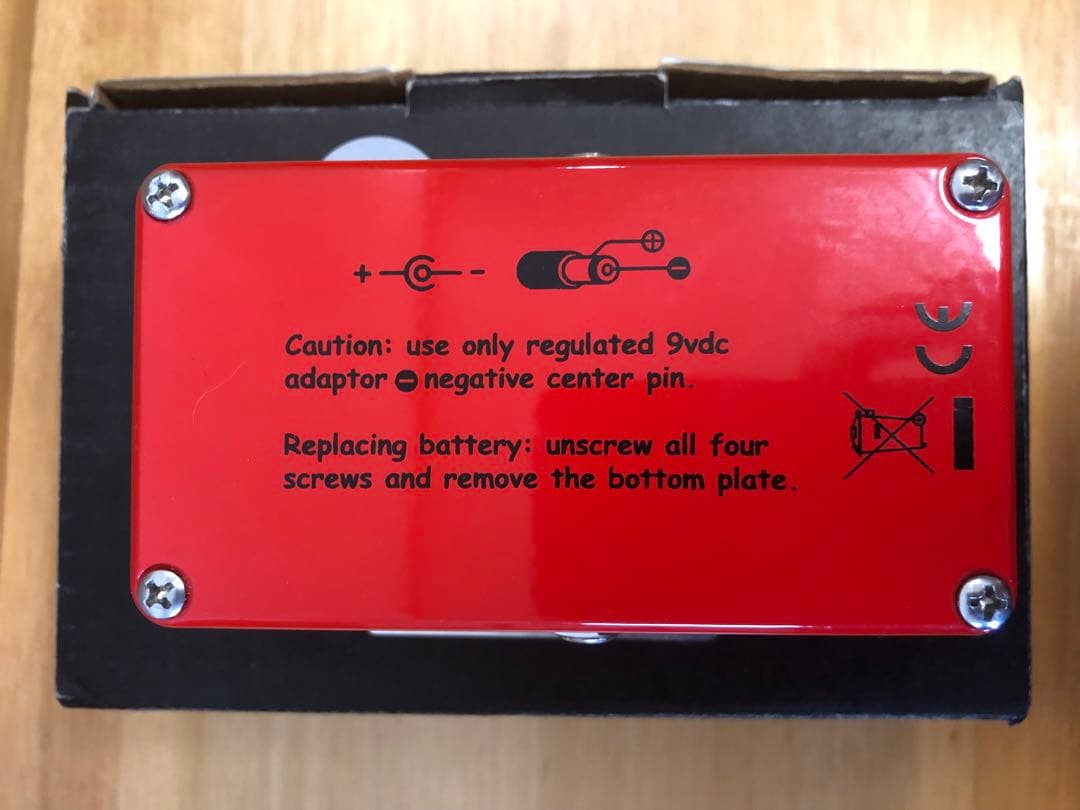 + -
+
-
Caution: use only regulated 9vdc
adaptor ⊖ negative center pin.
Replacing battery: unscrew all four
screws and remove the bottom plate.
CE